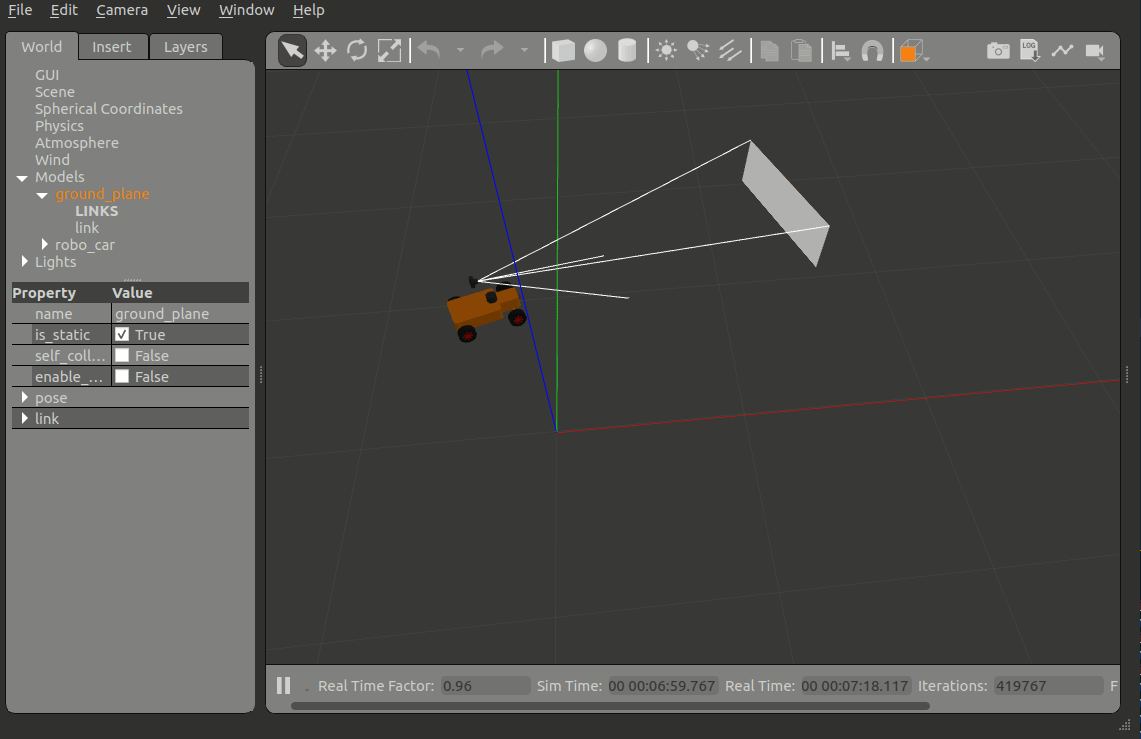 File Edit Camera View Window Help
World Insert Layers
GUI
Scene
Spherical Coordinates
Physics
Atmosphere
Wind
Models
ground_plane
LINKS
link
robo_car
Lights
Property Value
name ground_plane
is_static True
self_coll... False
enable_... False
pose
link
LOG
Real Time Factor: 0.96 Sim Time: 00 00:06:59.767 Real Time: 00 00:07:18.117 Iterations: 419767 F